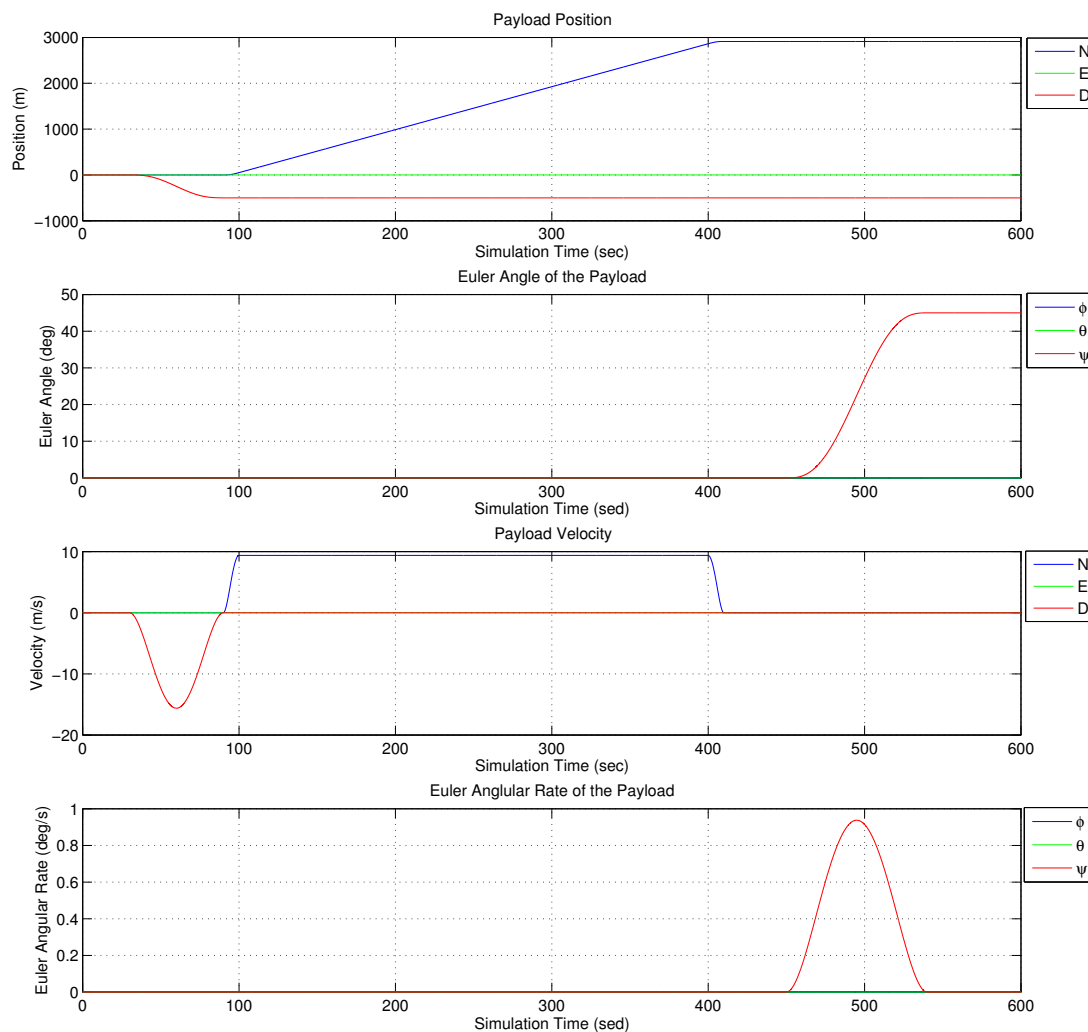 Payload Position
3000
2000
1000
0
−1000
Position (m)
0 100 200 300 400 500 600
Simulation Time (sec)
N
E
D
Euler Angle of the Payload
50
40
30
20
10
0
Euler Angle (deg)
0 100 200 300 400 500 600
Simulation Time (sed)
ϕ
θ
ψ
Payload Velocity
10
0
−10
−20
Velocity (m/s)
0 100 200 300 400 500 600
Simulation Time (sec)
N
E
D
Euler Anglular Rate of the Payload
1
0.8
0.6
0.4
0.2
0
Euler Angular Rate (deg/s)
0 100 200 300 400 500 600
Simulation Time (sed)
ϕ
θ
ψ